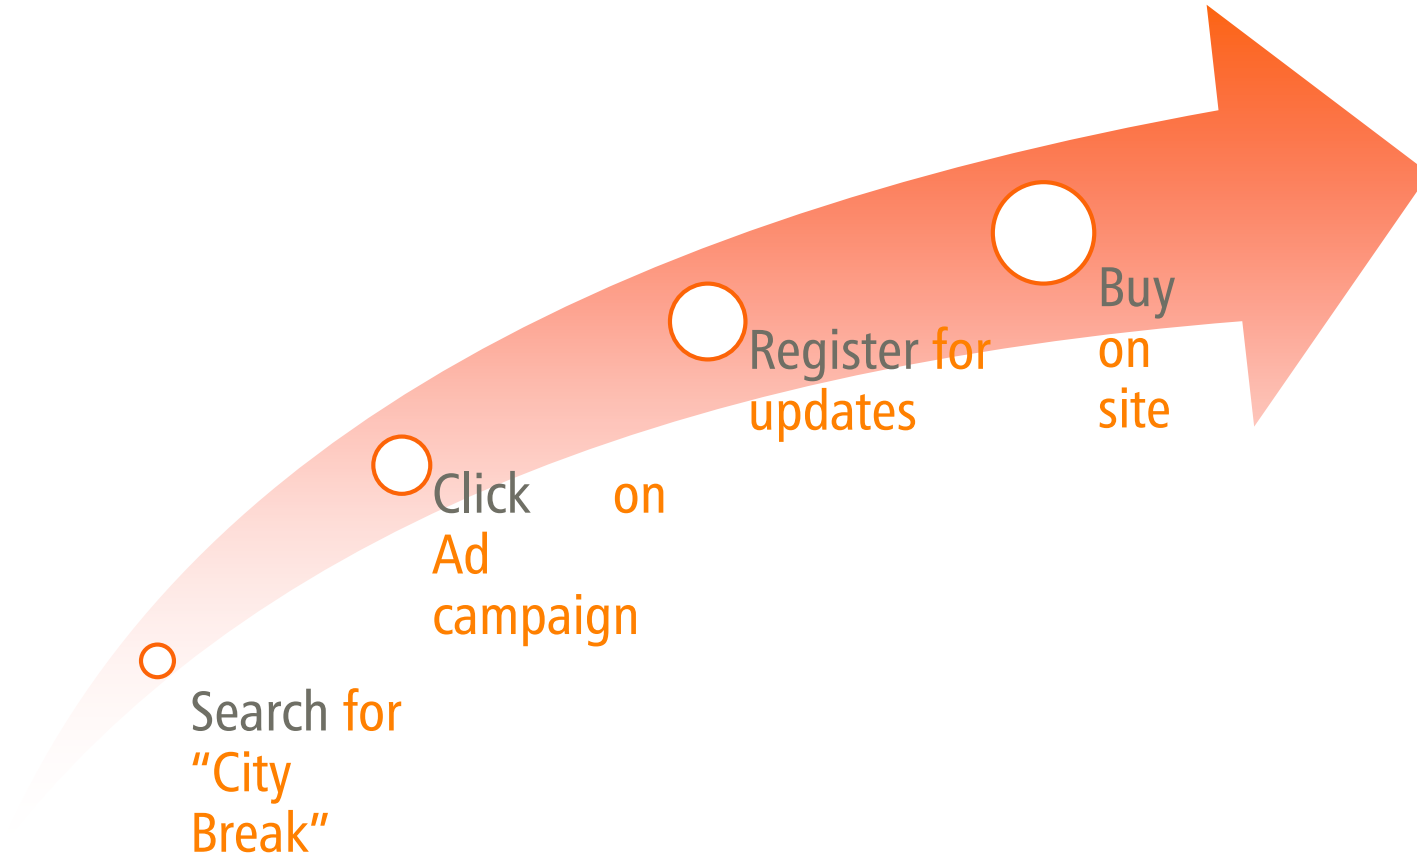 Search for
“City
Break”
Click on
Ad
campaign
Register for
updates
Buy
on
site